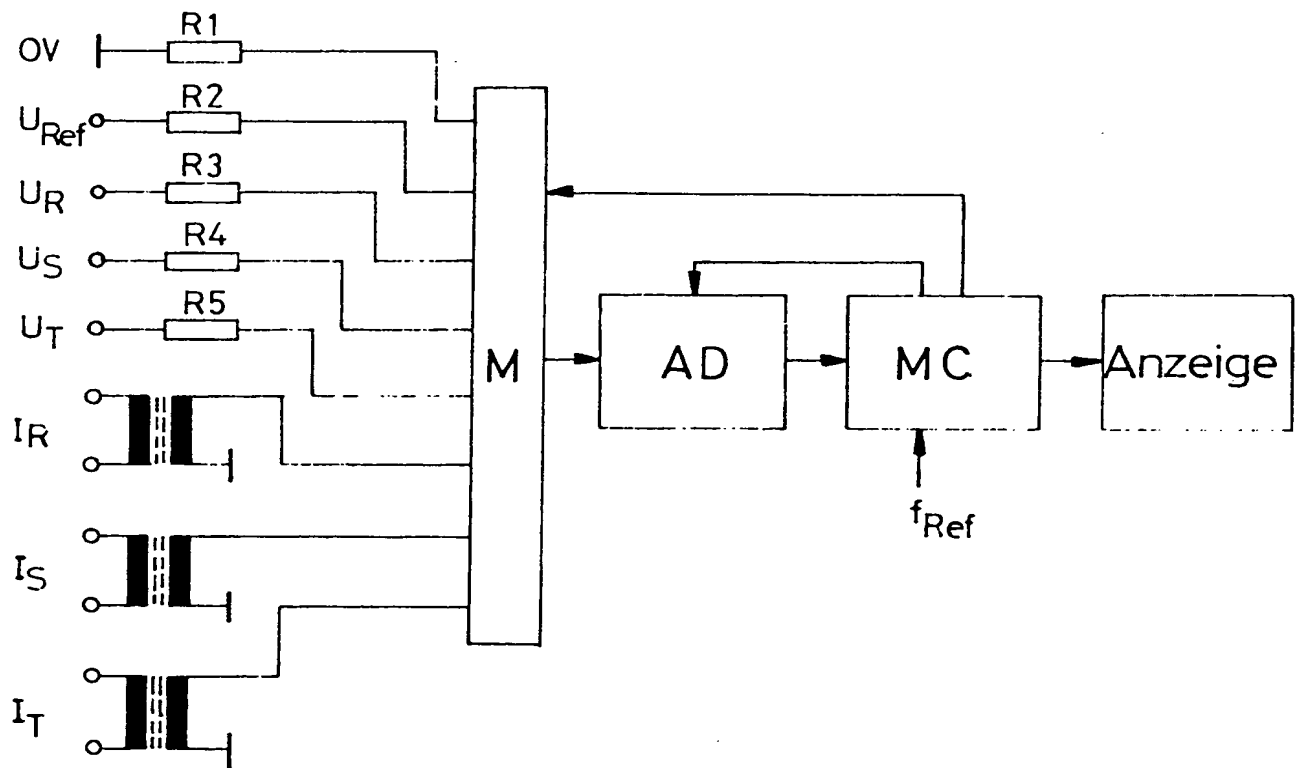 0V
R1
U_Ref
R2
U_R
R3
U_S
R4
U_T
R5
I_R
I_S
I_T
M
AD
MC
Anzeige
f_Ref